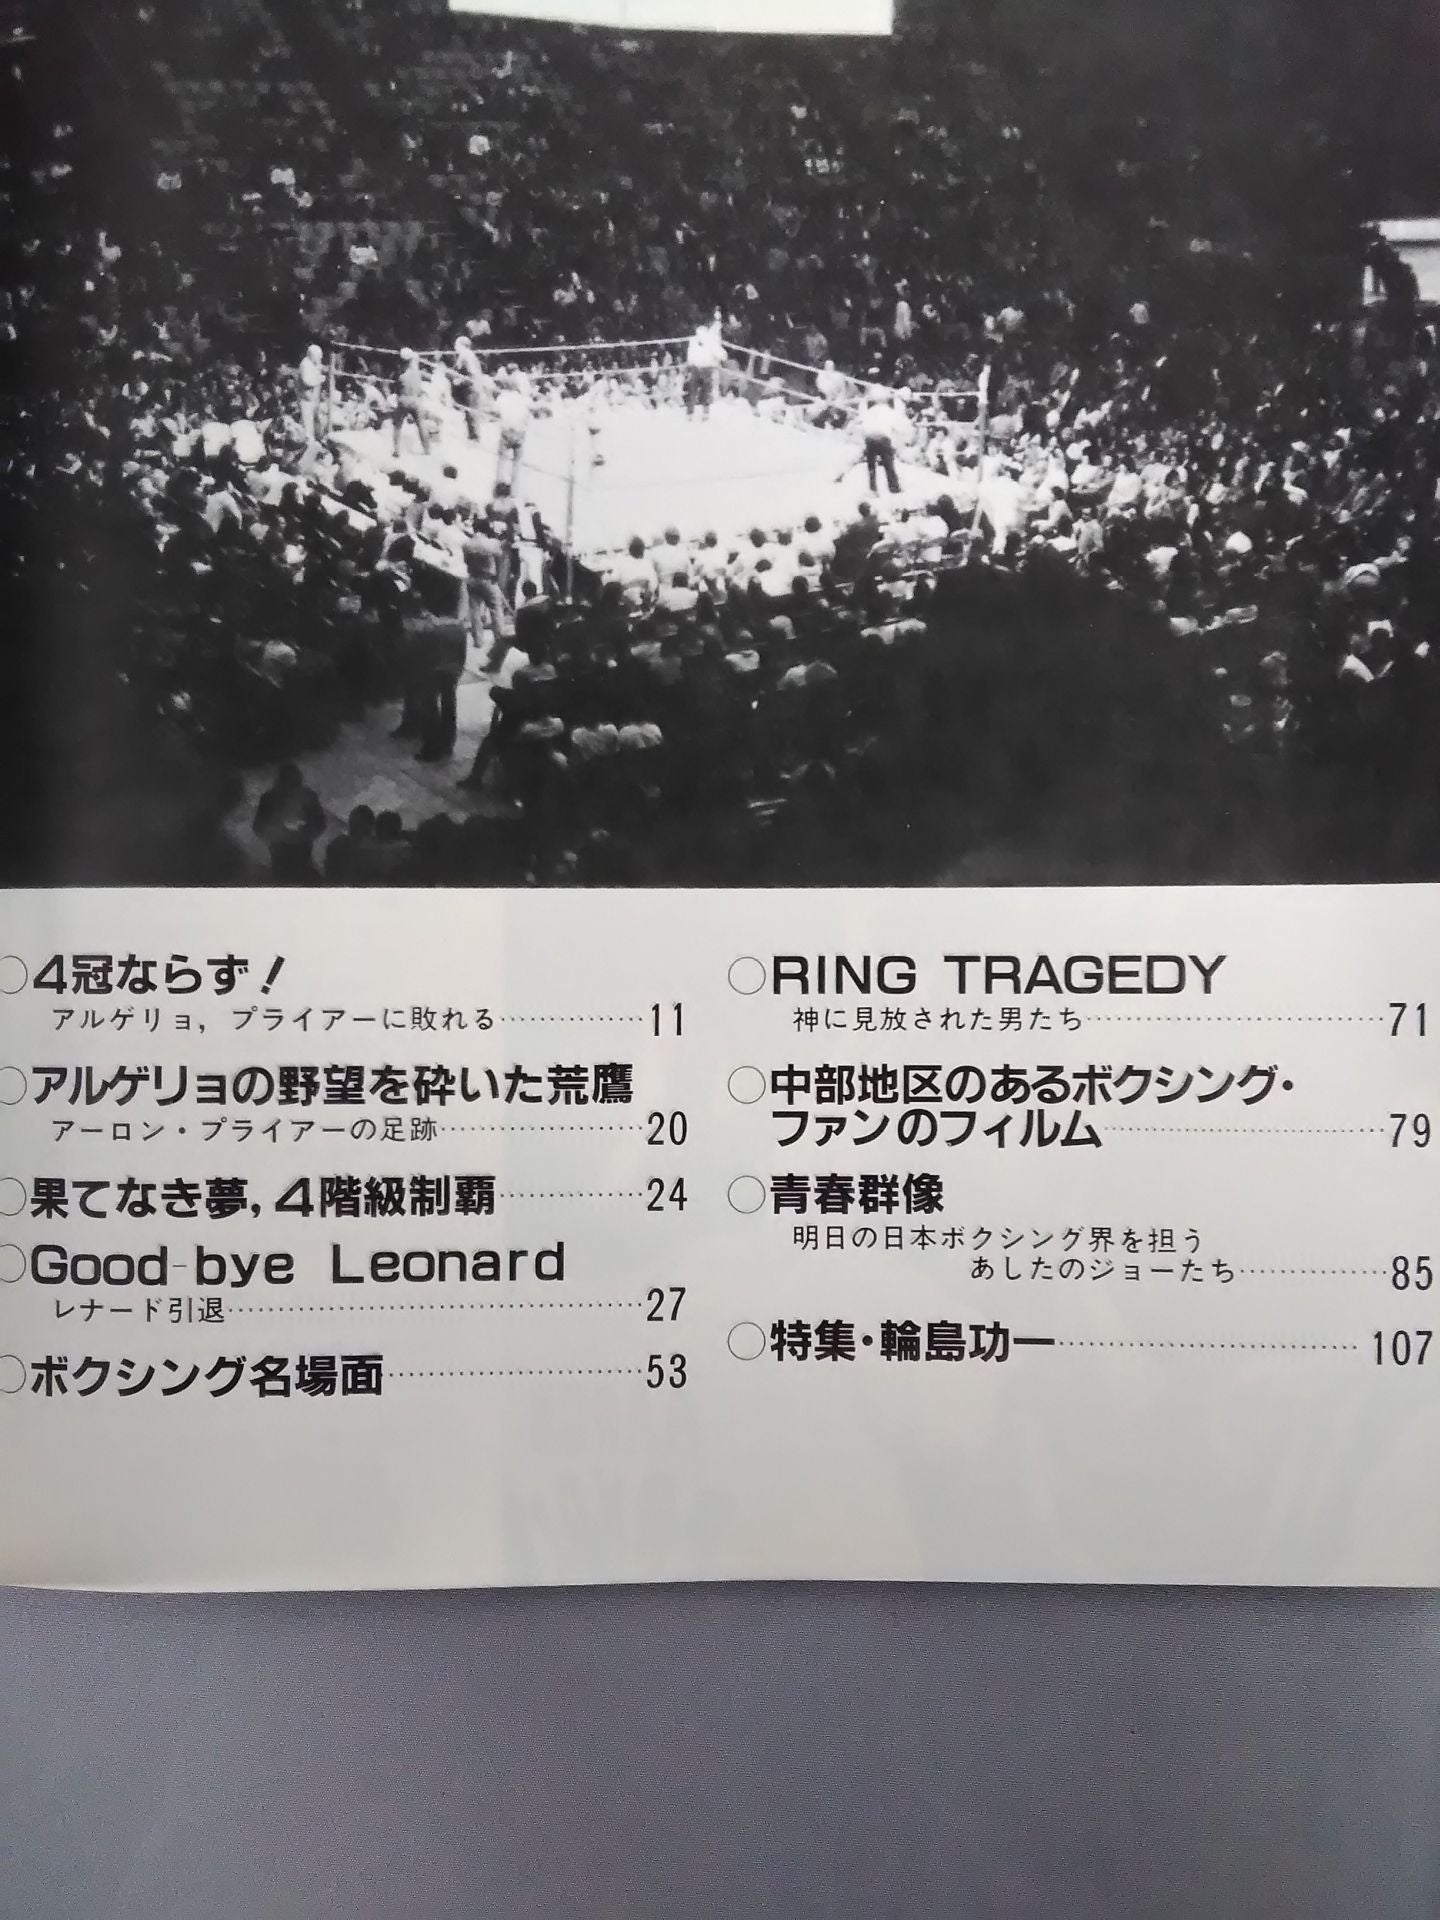 ○4冠ならず！
アルゲリョ，プライアーに敗れる…………11
○アルゲリョの野望を砕いた荒鷹
アーロン・プライアーの足跡…………20
○果てなき夢，4階級制覇…………24
○Good-bye Leonard
レナード引退…………27
○ボクシング名場面…………53
○RING TRAGEDY
神に見放された男たち…………71
○中部地区のあるボクシング・
ファンのフィルム…………79
○青春群像
明日の日本ボクシング界を担う
あしたのジョーたち…………85
○特集・輪島功一…………107